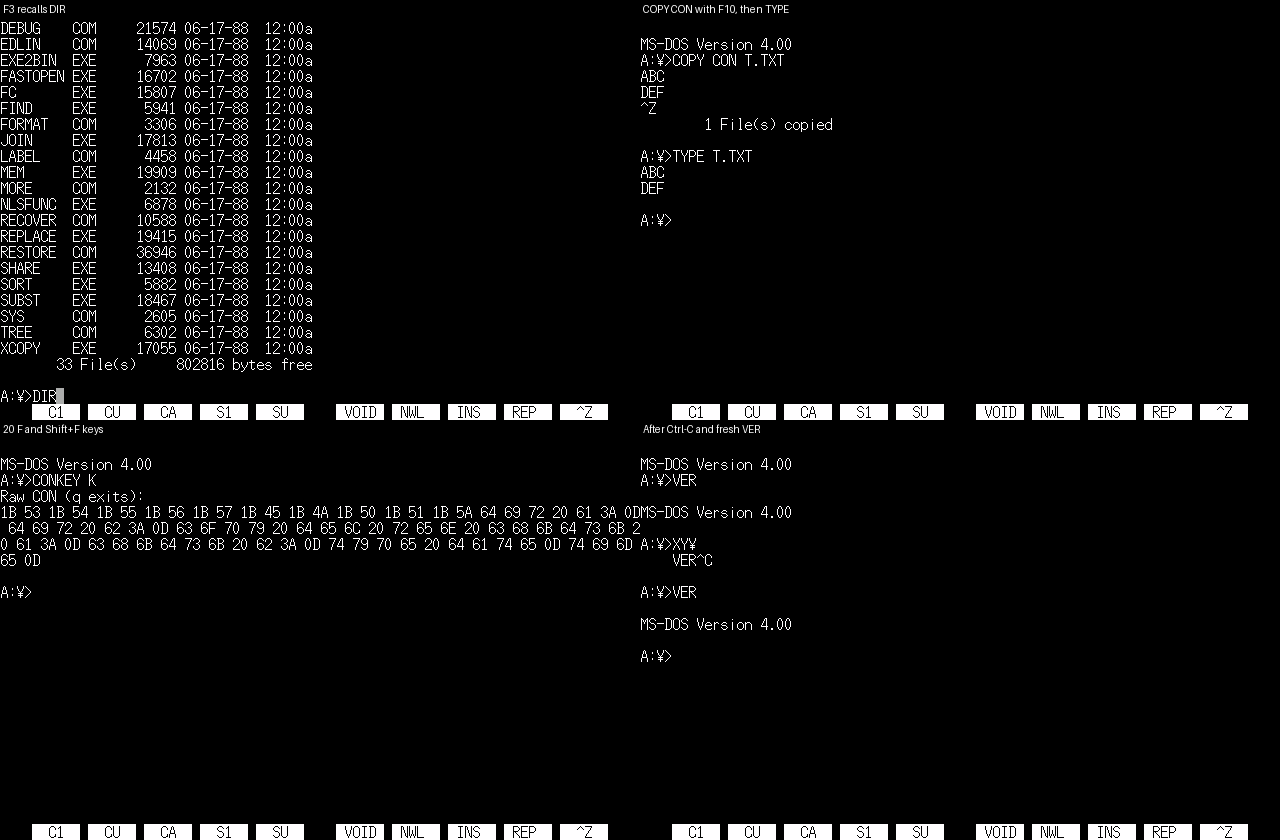 F3 recalls DIR
DEBUG    COM     21574 06-17-88  12:00a
EDLIN    COM     14069 06-17-88  12:00a
EXE2BIN  EXE      7963 06-17-88  12:00a
FASTOPEN EXE     16702 06-17-88  12:00a
FC       EXE     15807 06-17-88  12:00a
FIND     EXE      5941 06-17-88  12:00a
FORMAT   COM      3306 06-17-88  12:00a
JOIN     EXE     17813 06-17-88  12:00a
LABEL    COM      4458 06-17-88  12:00a
MEM      EXE     19909 06-17-88  12:00a
MORE     COM      2132 06-17-88  12:00a
NLSFUNC  EXE      6878 06-17-88  12:00a
RECOVER  COM     10588 06-17-88  12:00a
REPLACE  EXE     19415 06-17-88  12:00a
RESTORE  COM     36946 06-17-88  12:00a
SHARE    EXE     13408 06-17-88  12:00a
SORT     EXE      5882 06-17-88  12:00a
SUBST    EXE     18467 06-17-88  12:00a
SYS      COM      2605 06-17-88  12:00a
TREE     COM      6302 06-17-88  12:00a
XCOPY    EXE     17055 06-17-88  12:00a
33 File(s)     802816 bytes free
A:¥>DIR
C1 CU CA S1 SU VOID NWL INS REP ^Z
COPY CON with F10, then TYPE
MS-DOS Version 4.00
A:¥>COPY CON T.TXT
ABC
DEF
^Z
1 File(s) copied
A:¥>TYPE T.TXT
ABC
DEF
A:¥>
C1 CU CA S1 SU VOID NWL INS REP ^Z
20 F and Shift+F keys
MS-DOS Version 4.00
A:¥>CONKEY K
Raw CON (q exits):
1B 53 1B 54 1B 55 1B 56 1B 57 1B 45 1B 4A 1B 50 1B 51 1B 5A 64 69 72 20 61 3A 0D
64 69 72 20 62 3A 0D 63 6F 70 79 20 64 65 6C 20 72 65 6E 20 63 68 6B 64 73 6B 2
0 61 3A 0D 63 68 6B 64 73 6B 20 62 3A 0D 74 79 70 65 20 64 61 74 65 0D 74 69 6D
65 0D
A:¥>
C1 CU CA S1 SU VOID NWL INS REP ^Z
After Ctrl-C and fresh VER
MS-DOS Version 4.00
A:¥>VER
MS-DOS Version 4.00
A:¥>XY¥
VER^C
A:¥>VER
MS-DOS Version 4.00
A:¥>
C1 CU CA S1 SU VOID NWL INS REP ^Z